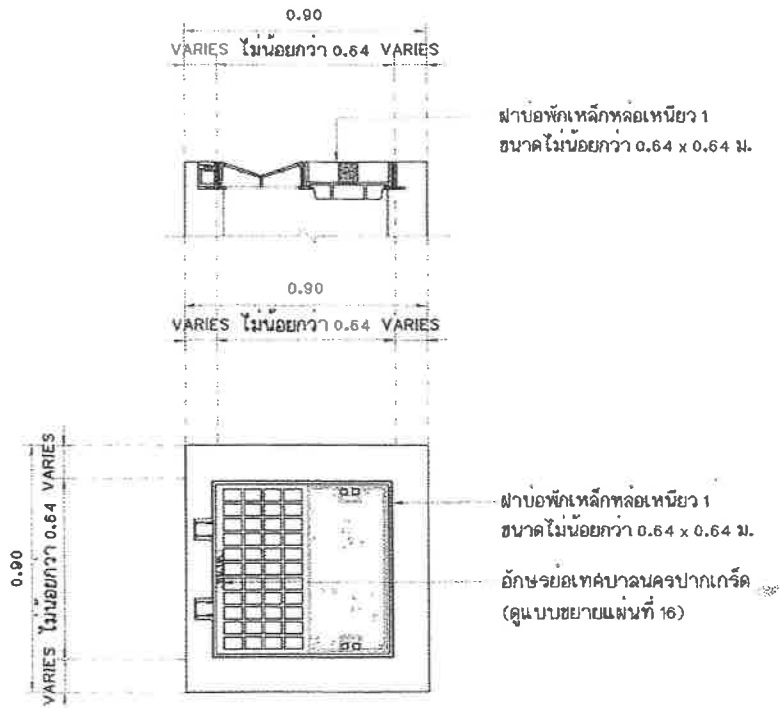 0.90
VARIES ไม่น้อยกว่า 0.64 VARIES
ฝาบ่อพักเหล็กหล่อเหนียว 1
ขนาดไม่น้อยกว่า 0.64 x 0.64 ม.
0.90
VARIES ไม่น้อยกว่า 0.64 VARIES
0.90
VARIES ไม่น้อยกว่า 0.64 VARIES
ฝาบ่อพักเหล็กหล่อเหนียว 1
ขนาดไม่น้อยกว่า 0.64 x 0.64 ม.
อักษรย่อเทศบาลนครปากเกร็ด
(ดูแบบขยายแผ่นที่ 16)